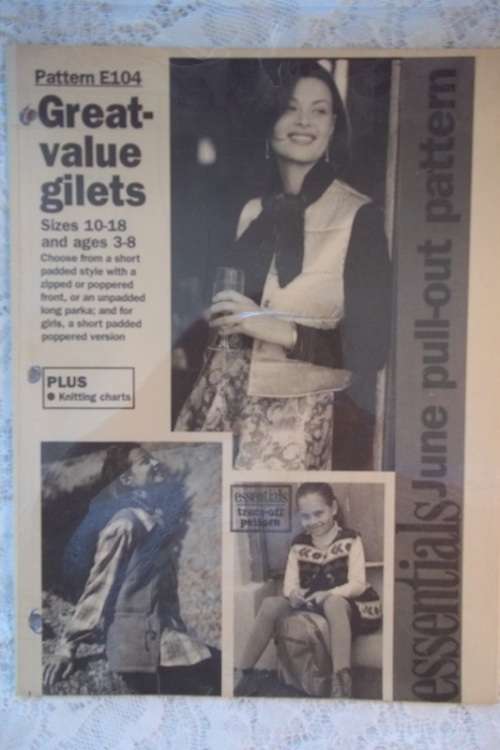 Pattern E104
Great-
value
gilets
Sizes 10-18
and ages 3-8
Choose from a short
padded style with a
zipped or poppered
front, or an unpadded
long parka; and for
girls, a short padded
poppered version
PLUS
● Knitting charts
essentials
trace-off
pattern
essentials June pull-out pattern